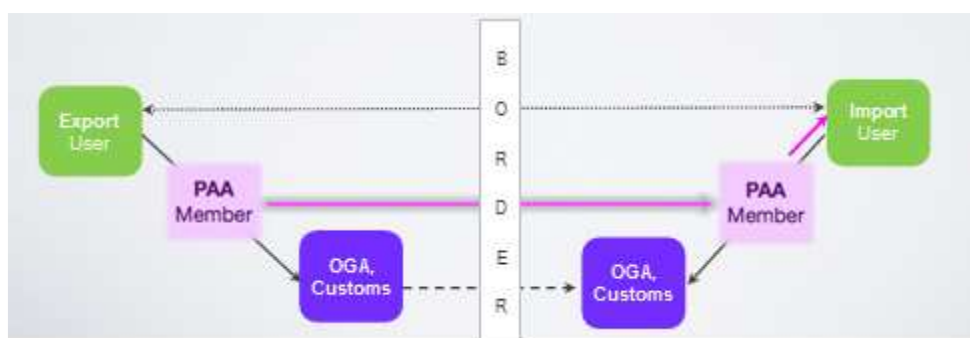 Export
User
PAA
Member
OGA,
Customs
B
O
R
D
E
R
Import
User
PAA
Member
OGA,
Customs